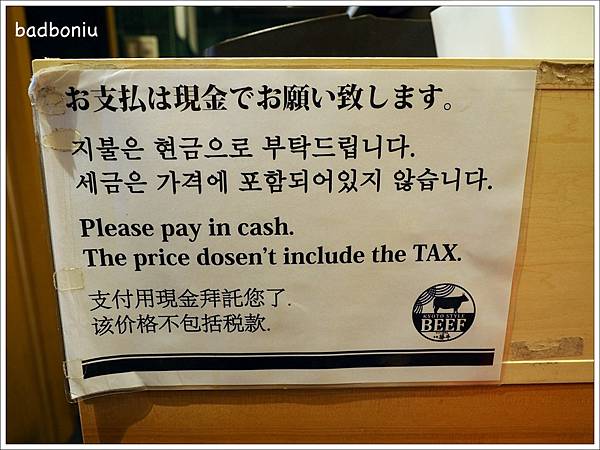 badboniu
お支払は現金でお願い致します。
지불은 현금으로 부탁드립니다.
세금은 가격에 포함되어있지 않습니다.
Please pay in cash.
The price dosen't include the TAX.
支付用現金拜託您了.
该价格不包括税款.
KYOTO STYLE
BEEF